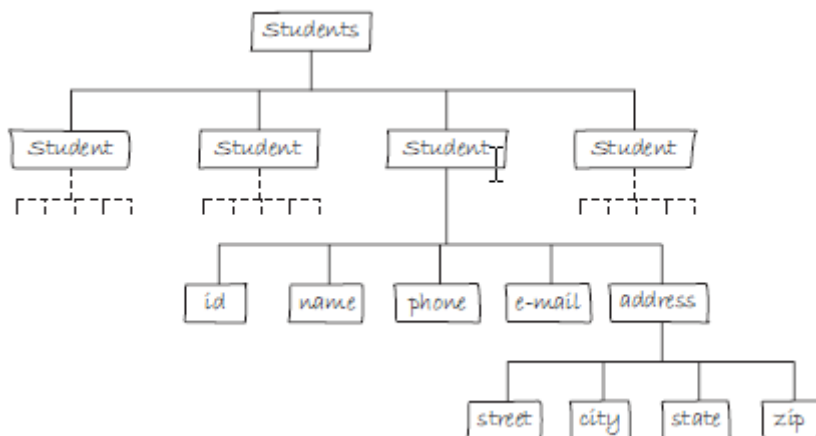 Students
Student Student Student Student
id name phone e-mail address
street city state zip